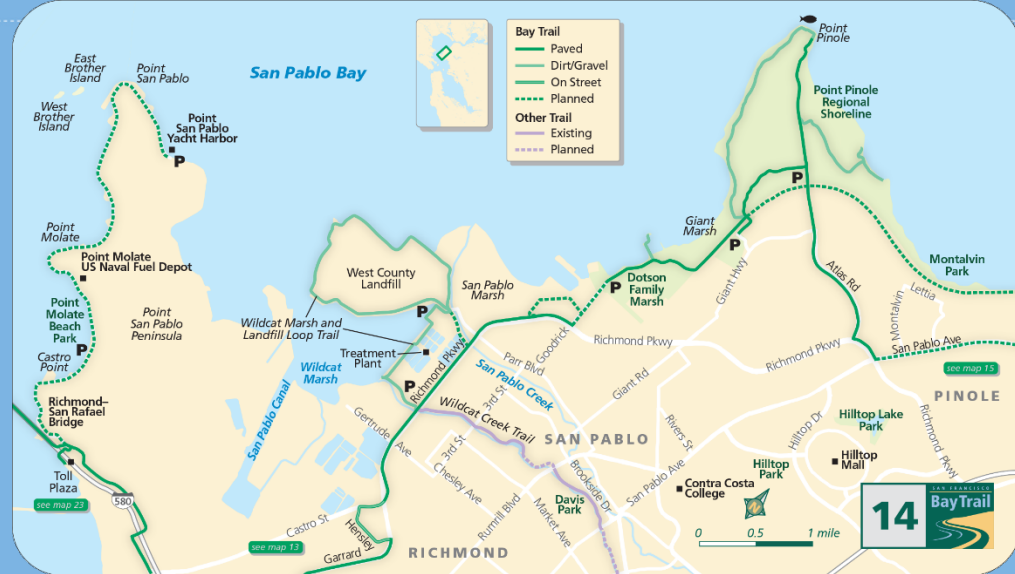 East
Brother
Island
Point
San Pablo
West
Brother
Island
Point
San Pablo
Yacht Harbor
P
San Pablo Bay
Bay Trail
Paved
Dirt/Gravel
On Street
Planned
Other Trail
Existing
Planned
Point
Pinole
Point Pinole
Regional
Shoreline
P
Giant
Marsh
P
Montalvin
Park
Point
Molate
Point Molate
US Naval Fuel Depot
Point
Molate
Beach
Park
P
Castro
Point
Point
San Pablo
Peninsula
Richmond–
San Rafael
Bridge
Toll
Plaza
see map 23
580
West County
Landfill
P
Wildcat Marsh and
Landfill Loop Trail
Treatment
Plant
Wildcat
Marsh
P
San Pablo Canal
San Pablo
Marsh
Richmond Pkwy
P
Dotson
Family
Marsh
Giant Hwy
Atlas Rd
Goodrick
Richmond Pkwy
Richmond Pkwy
Montalvin
Lettia
San Pablo Ave
see map 15
PINOLE
Richmond Pkwy
Parr Blvd
San Pablo Creek
3rd St
Giant Rd
Wildcat Creek Trail
SAN PABLO
Rivers St
Hilltop Dr
Hilltop Lake
Park
Hilltop
Mall
Hilltop
Park
Gertrude Ave
3rd St
Chesley Ave
Rumrill Blvd
Market Ave
Brookside Dr
San Pablo Ave
Davis
Park
Contra Costa
College
Castro St
Hensley
Garrard
see map 13
RICHMOND
N
0 0.5 1 mile
14
SAN FRANCISCO
Bay Trail